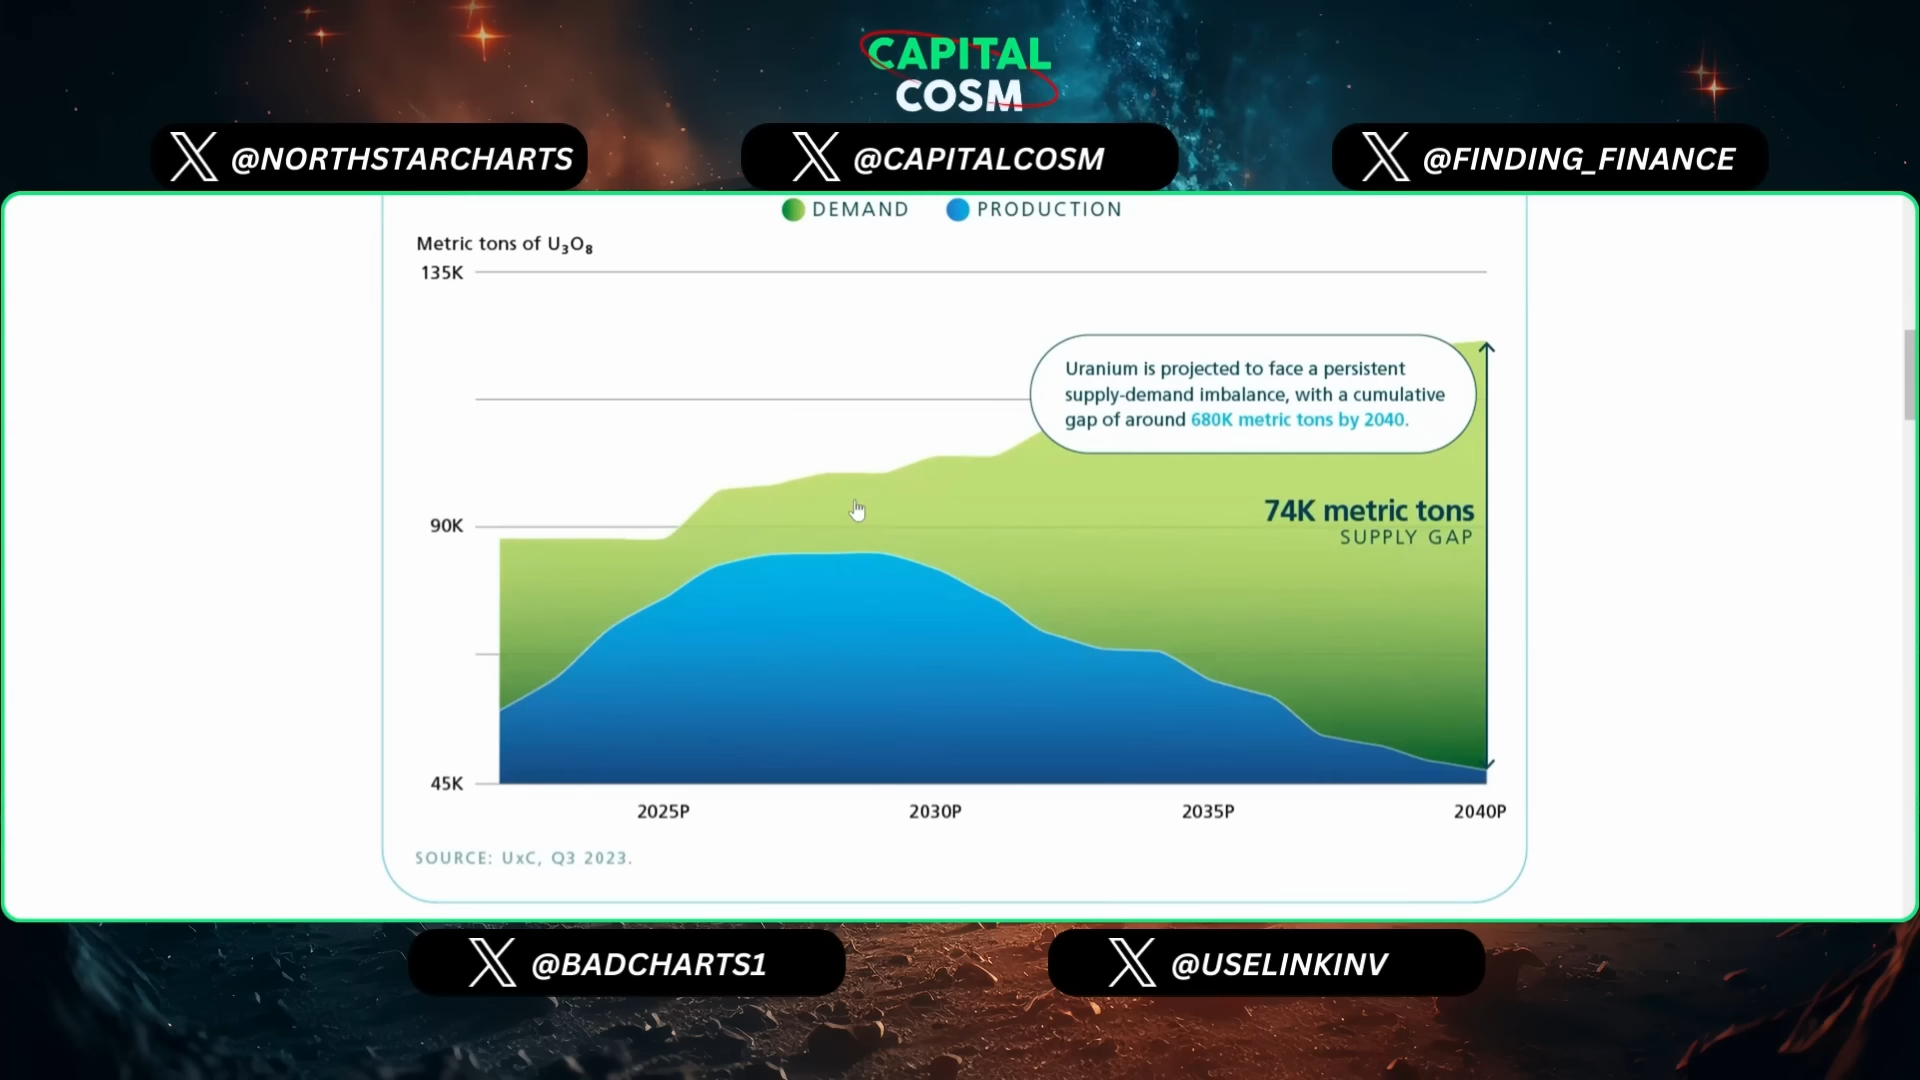 CAPITAL
COSM
@NORTHSTARCHARTS
@CAPITALCOSM
@FINDING_FINANCE
DEMAND
PRODUCTION
Metric tons of U₃O₈
135K
Uranium is projected to face a persistent
supply-demand imbalance, with a cumulative
gap of around 680K metric tons by 2040.
74K metric tons
SUPPLY GAP
90K
45K
2025P
2030P
2035P
2040P
SOURCE: UxC, Q3 2023.
@BADCHARTS1
@USELINKINV